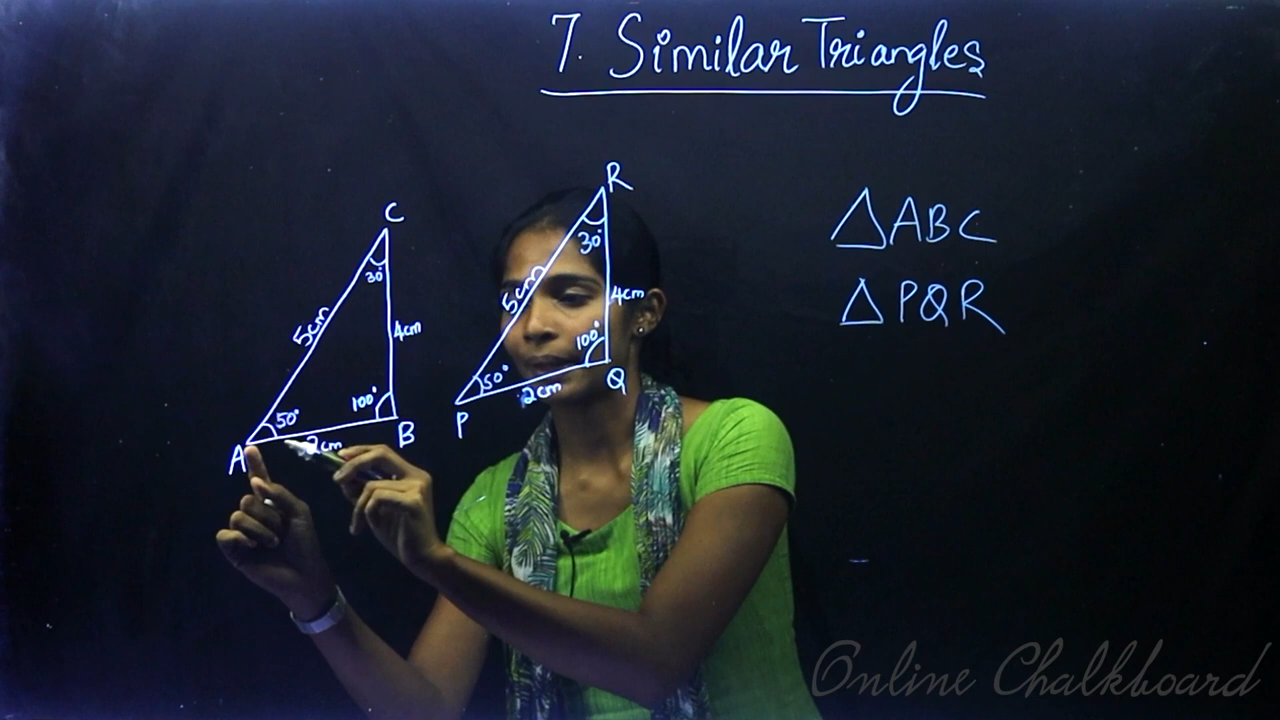 7. Similar Triangles
R
C
△ABC
30°
30°
5cm
4cm
△PQR
5cm
4cm
100°
50°
Q
2cm
P
100°
50°
B
2cm
A
Online Chalkboard